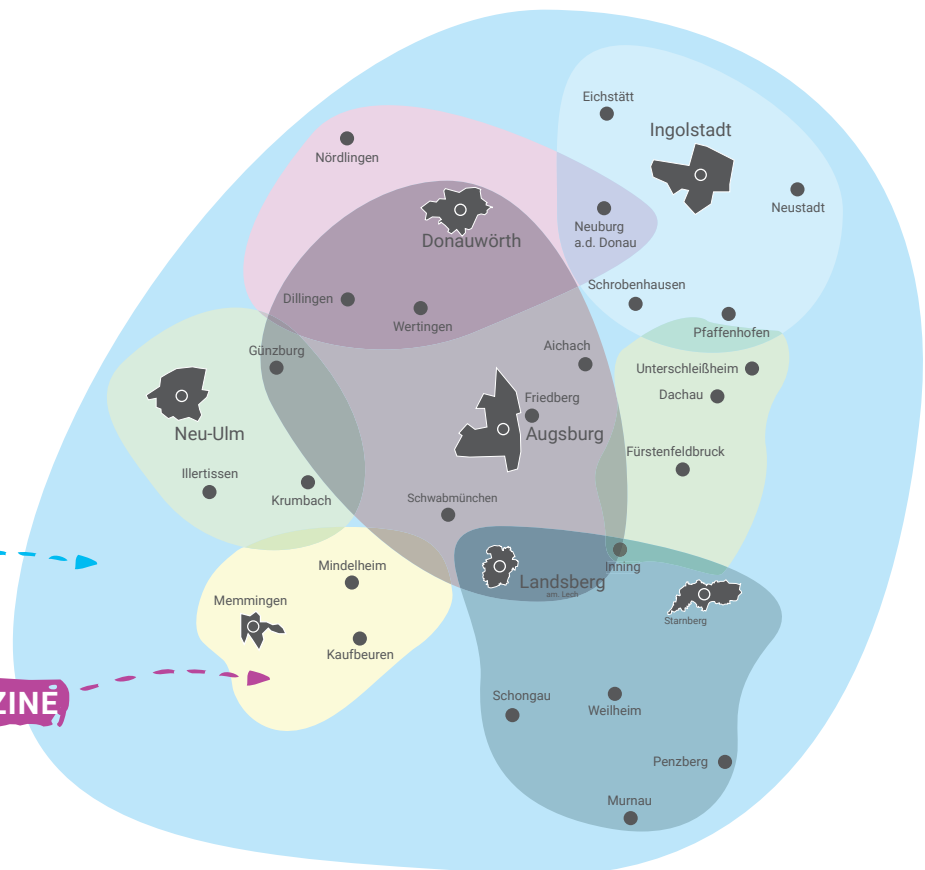 Eichstätt
Ingolstadt
Nördlingen
Neustadt
Neuburg
a.d. Donau
Donauwörth
Schrobenhausen
Dillingen
Wertingen
Pfaffenhofen
Günzburg
Aichach
Unterschleißheim
Dachau
Friedberg
Neu-Ulm
Augsburg
Fürstenfeldbruck
Illertissen
Krumbach
Schwabmünchen
Mindelheim
Inning
Landsberg
am. Lech
Memmingen
Starnberg
Kaufbeuren
Schongau
ZINE
Weilheim
Penzberg
Murnau